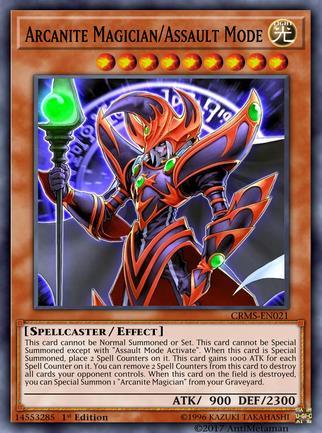 ARCANITE MAGICIAN/ASSAULT MODE
LIGHT
光
CRMS-EN021
[SPELLCASTER / EFFECT]
This card cannot be Normal Summoned or Set. This card cannot be Special
Summoned except with "Assault Mode Activate". When this card is Special
Summoned, place 2 Spell Counters on it. This card gains 1000 ATK for each
Spell Counter on it. You can remove 2 Spell Counters from this card to destroy
all cards your opponent controls. When this card on the field is destroyed,
you can Special Summon 1 "Arcanite Magician" from your Graveyard.
ATK/ 900 DEF/2300
14553285 1st Edition ©1996 KAZUKI TAKAHASHI
©2017 AntiMetaman